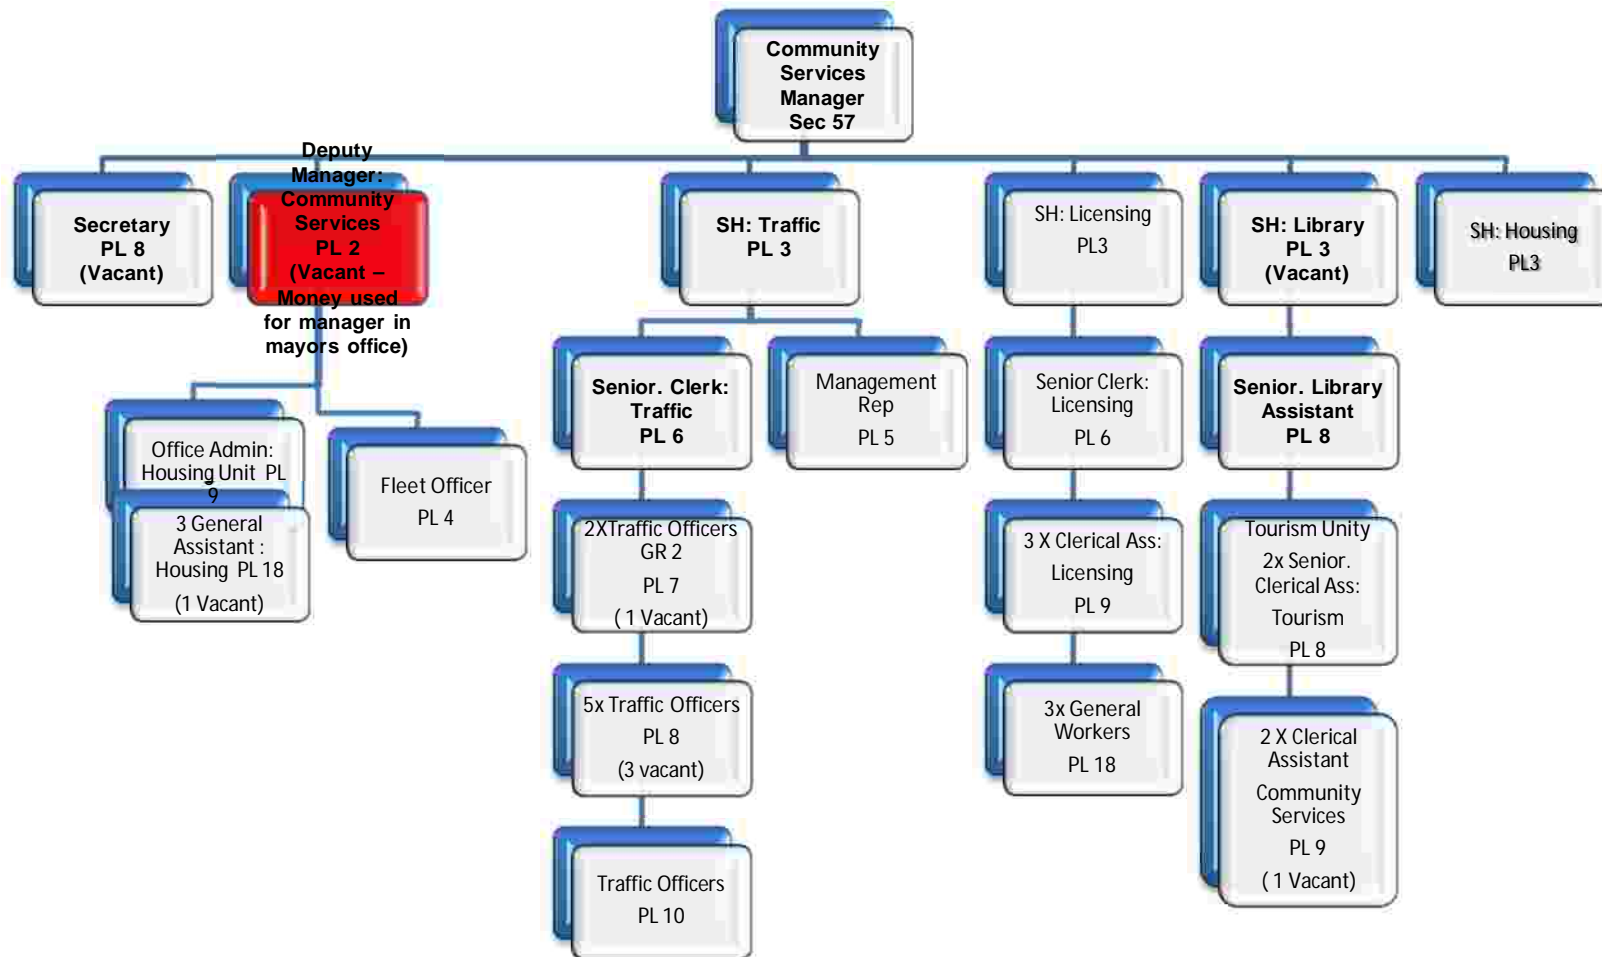 Community
Services
Manager
Sec 57
Secretary
PL 8
(Vacant)
Deputy
Manager:
Community
Services
PL 2
(Vacant –
Money used
for manager in
mayors office)
SH: Traffic
PL 3
SH: Licensing
PL3
SH: Library
PL 3
(Vacant)
SH: Housing
PL3
Office Admin:
Housing Unit PL
9
3 General
Assistant :
Housing PL 18
(1 Vacant)
Fleet Officer
PL 4
Senior. Clerk:
Traffic
PL 6
Management
Rep
PL 5
2XTraffic Officers
GR 2
PL 7
( 1 Vacant)
5x Traffic Officers
PL 8
(3 vacant)
Traffic Officers
PL 10
Senior Clerk:
Licensing
PL 6
3 X Clerical Ass:
Licensing
PL 9
3x General
Workers
PL 18
Senior. Library
Assistant
PL 8
Tourism Unity
2x Senior.
Clerical Ass:
Tourism
PL 8
2 X Clerical
Assistant
Community
Services
PL 9
( 1 Vacant)